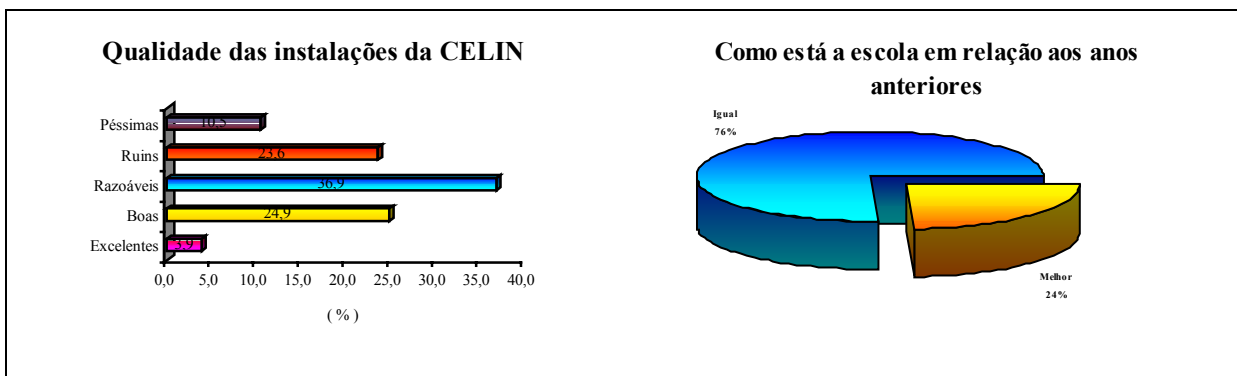 Qualidade das instalações da CELIN
Péssimas
10,5
Ruins
23,6
Razoáveis
36,9
Boas
24,9
Excelentes
3,9
0,0 5,0 10,0 15,0 20,0 25,0 30,0 35,0 40,0
(%)
Como está a escola em relação aos anos
anteriores
Igual
76%
Melhor
24%